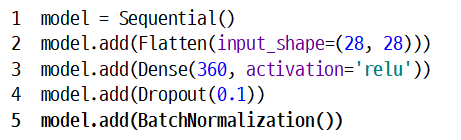 1 model = Sequential()
2 model.add(Flatten(input_shape=(28, 28)))
3 model.add(Dense(360, activation='relu'))
4 model.add(Dropout(0.1))
5 model.add(BatchNormalization())